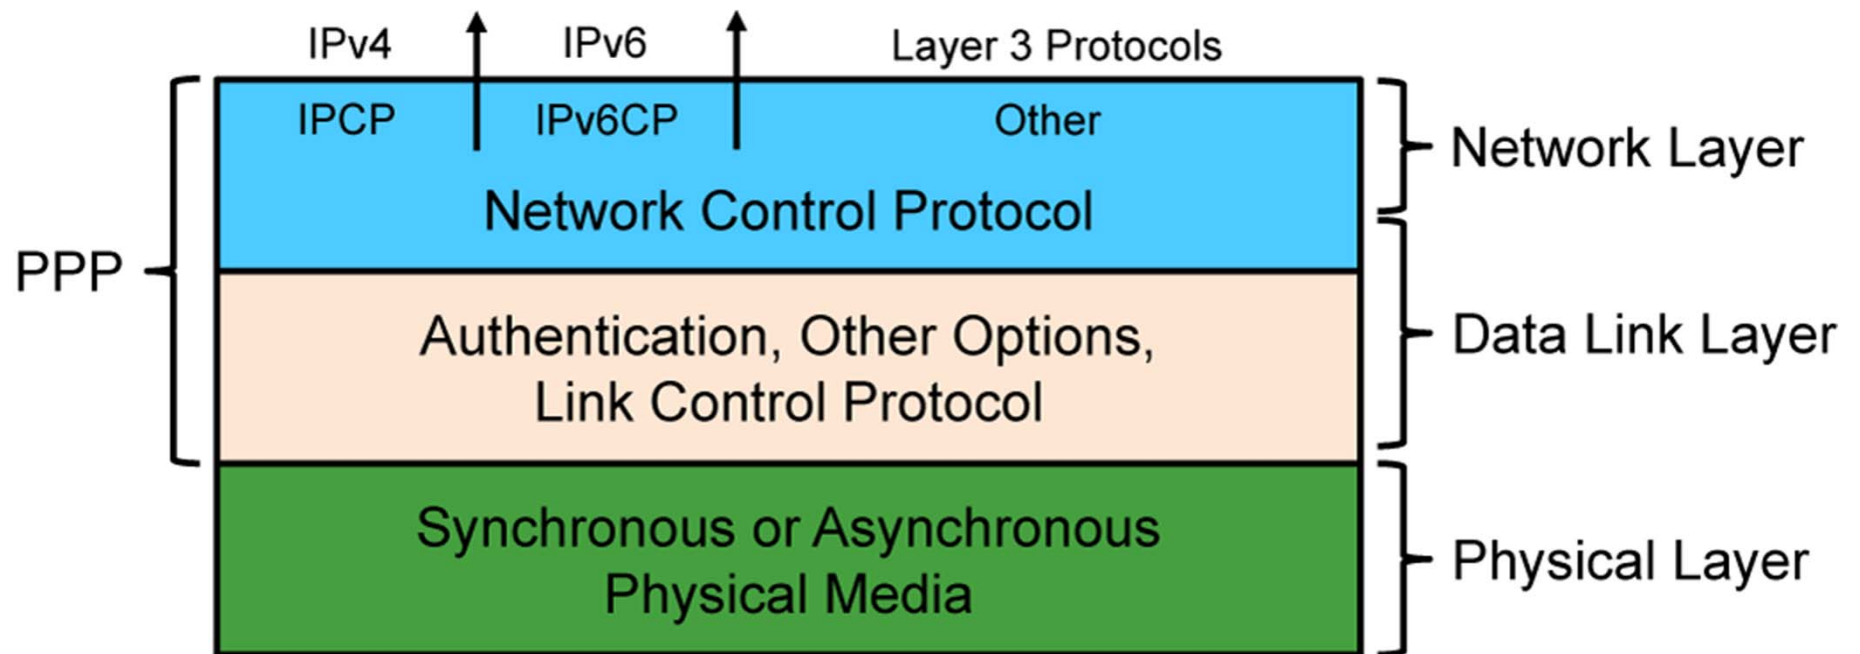 IPv4 IPv6 Layer 3 Protocols
IPCP IPv6CP Other
Network Layer
Network Control Protocol
PPP
Authentication, Other Options,
Data Link Layer
Link Control Protocol
Synchronous or Asynchronous
Physical Layer
Physical Media